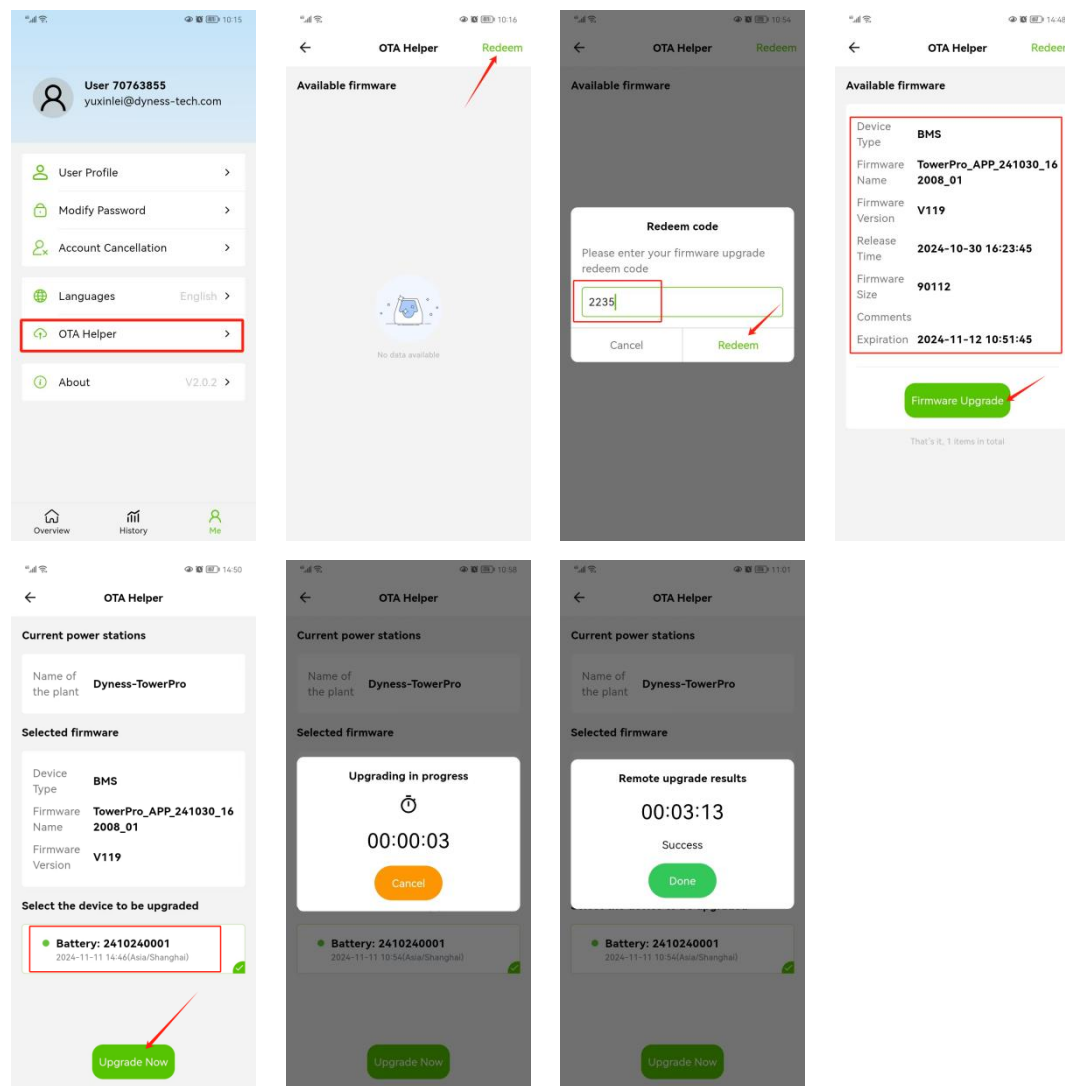 10:15
User 70763855
yuxinlei@dyness-tech.com
User Profile
Modify Password
Account Cancellation
Languages English
OTA Helper
About V2.0.2
Overview History Me
10:16
OTA Helper Redeem
Available firmware
No data available
10:54
OTA Helper Redeem
Available firmware
Redeem code
Please enter your firmware upgrade
redeem code
2235
Cancel Redeem
14:48
OTA Helper Redeem
Available firmware
Device
Type
BMS
Firmware
Name
TowerPro_APP_241030_16
2008_01
Firmware
Version
V119
Release
Time
2024-10-30 16:23:45
Firmware
Size
90112
Comments
Expiration 2024-11-12 10:51:45
Firmware Upgrade
That's it, 1 items in total
14:50
OTA Helper
Current power stations
Name of
the plant
Dyness-TowerPro
Selected firmware
Device
Type
BMS
Firmware
Name
TowerPro_APP_241030_16
2008_01
Firmware
Version
V119
Select the device to be upgraded
Battery: 2410240001
2024-11-11 14:46(Asia/Shanghai)
Upgrade Now
10:58
OTA Helper
Current power stations
Name of
the plant
Dyness-TowerPro
Selected firmware
Upgrading in progress
00:00:03
Cancel
Battery: 2410240001
2024-11-11 10:54(Asia/Shanghai)
Upgrade Now
11:01
OTA Helper
Current power stations
Name of
the plant
Dyness-TowerPro
Selected firmware
Remote upgrade results
00:03:13
Success
Done
Battery: 2410240001
2024-11-11 10:54(Asia/Shanghai)
Upgrade Now